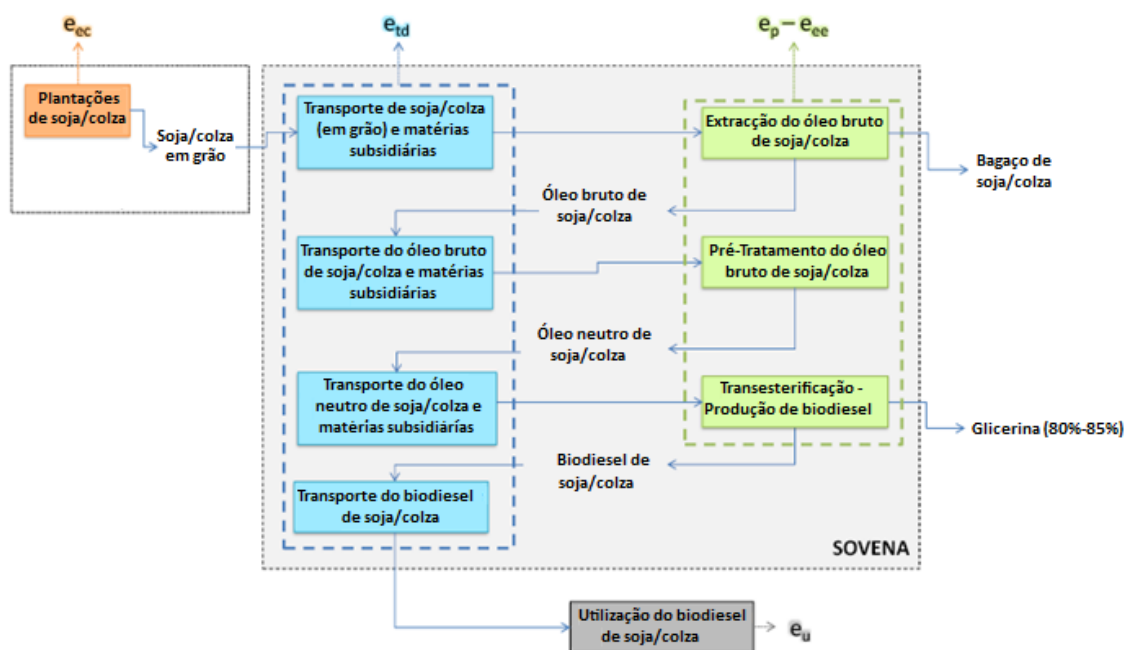 e_ec
e_td
e_p – e_ee
Plantações
de soja/colza
Soja/colza
em grão
Transporte de soja/colza
(em grão) e matérias
subsidiárias
Extracção do óleo bruto
de soja/colza
Bagaço de
soja/colza
Óleo bruto de
soja/colza
Transporte do óleo bruto
de soja/colza e matérias
subsidiárias
Pré-Tratamento do óleo
bruto de soja/colza
Óleo neutro de
soja/colza
Transporte do óleo
neutro de soja/colza e
matérias subsidiárias
Transesterificação -
Produção de biodiesel
Glicerina (80%-85%)
Biodiesel de
soja/colza
Transporte do biodiesel
de soja/colza
SOVENA
Utilização do biodiesel
de soja/colza
e_u